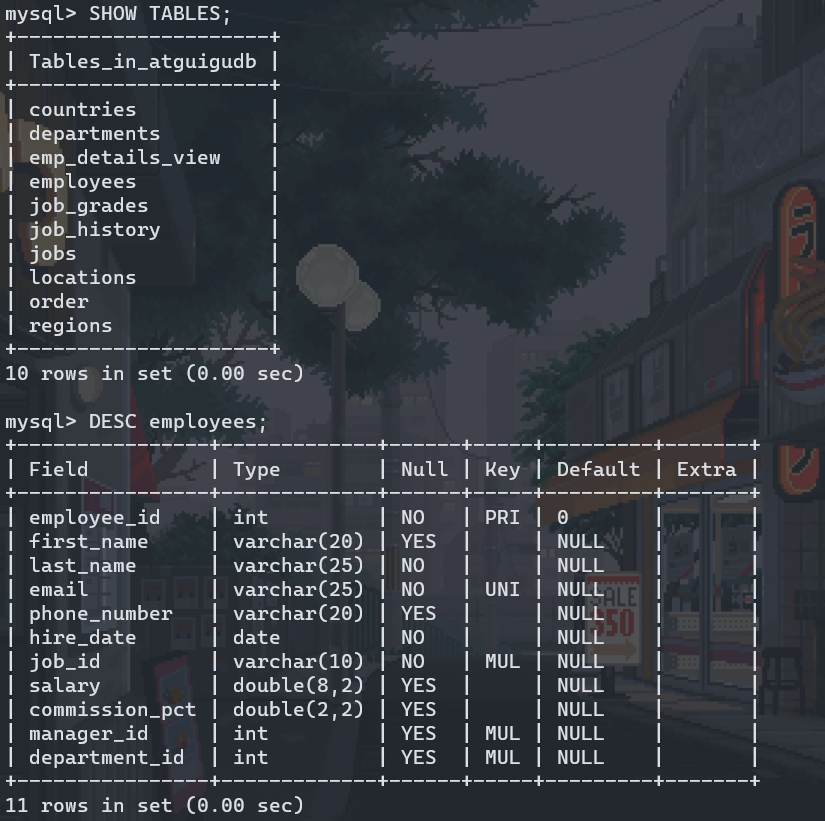 mysql> SHOW TABLES;
+---------------------+
| Tables_in_atguigudb |
+---------------------+
| countries           |
| departments         |
| emp_details_view    |
| employees           |
| job_grades          |
| job_history         |
| jobs                |
| locations           |
| order               |
| regions             |
+---------------------+
10 rows in set (0.00 sec)
mysql> DESC employees;
+----------------+-------------+------+-----+---------+-------+
| Field          | Type        | Null | Key | Default | Extra |
+----------------+-------------+------+-----+---------+-------+
| employee_id    | int         | NO   | PRI | 0       |       |
| first_name     | varchar(20) | YES  |     | NULL    |       |
| last_name      | varchar(25) | NO   |     | NULL    |       |
| email          | varchar(25) | NO   | UNI | NULL    |       |
| phone_number   | varchar(20) | YES  |     | NULL    |       |
| hire_date      | date        | NO   |     | NULL    |       |
| job_id         | varchar(10) | NO   | MUL | NULL    |       |
| salary         | double(8,2) | YES  |     | NULL    |       |
| commission_pct | double(2,2) | YES  |     | NULL    |       |
| manager_id     | int         | YES  | MUL | NULL    |       |
| department_id  | int         | YES  | MUL | NULL    |       |
+----------------+-------------+------+-----+---------+-------+
11 rows in set (0.00 sec)
SALE
$50